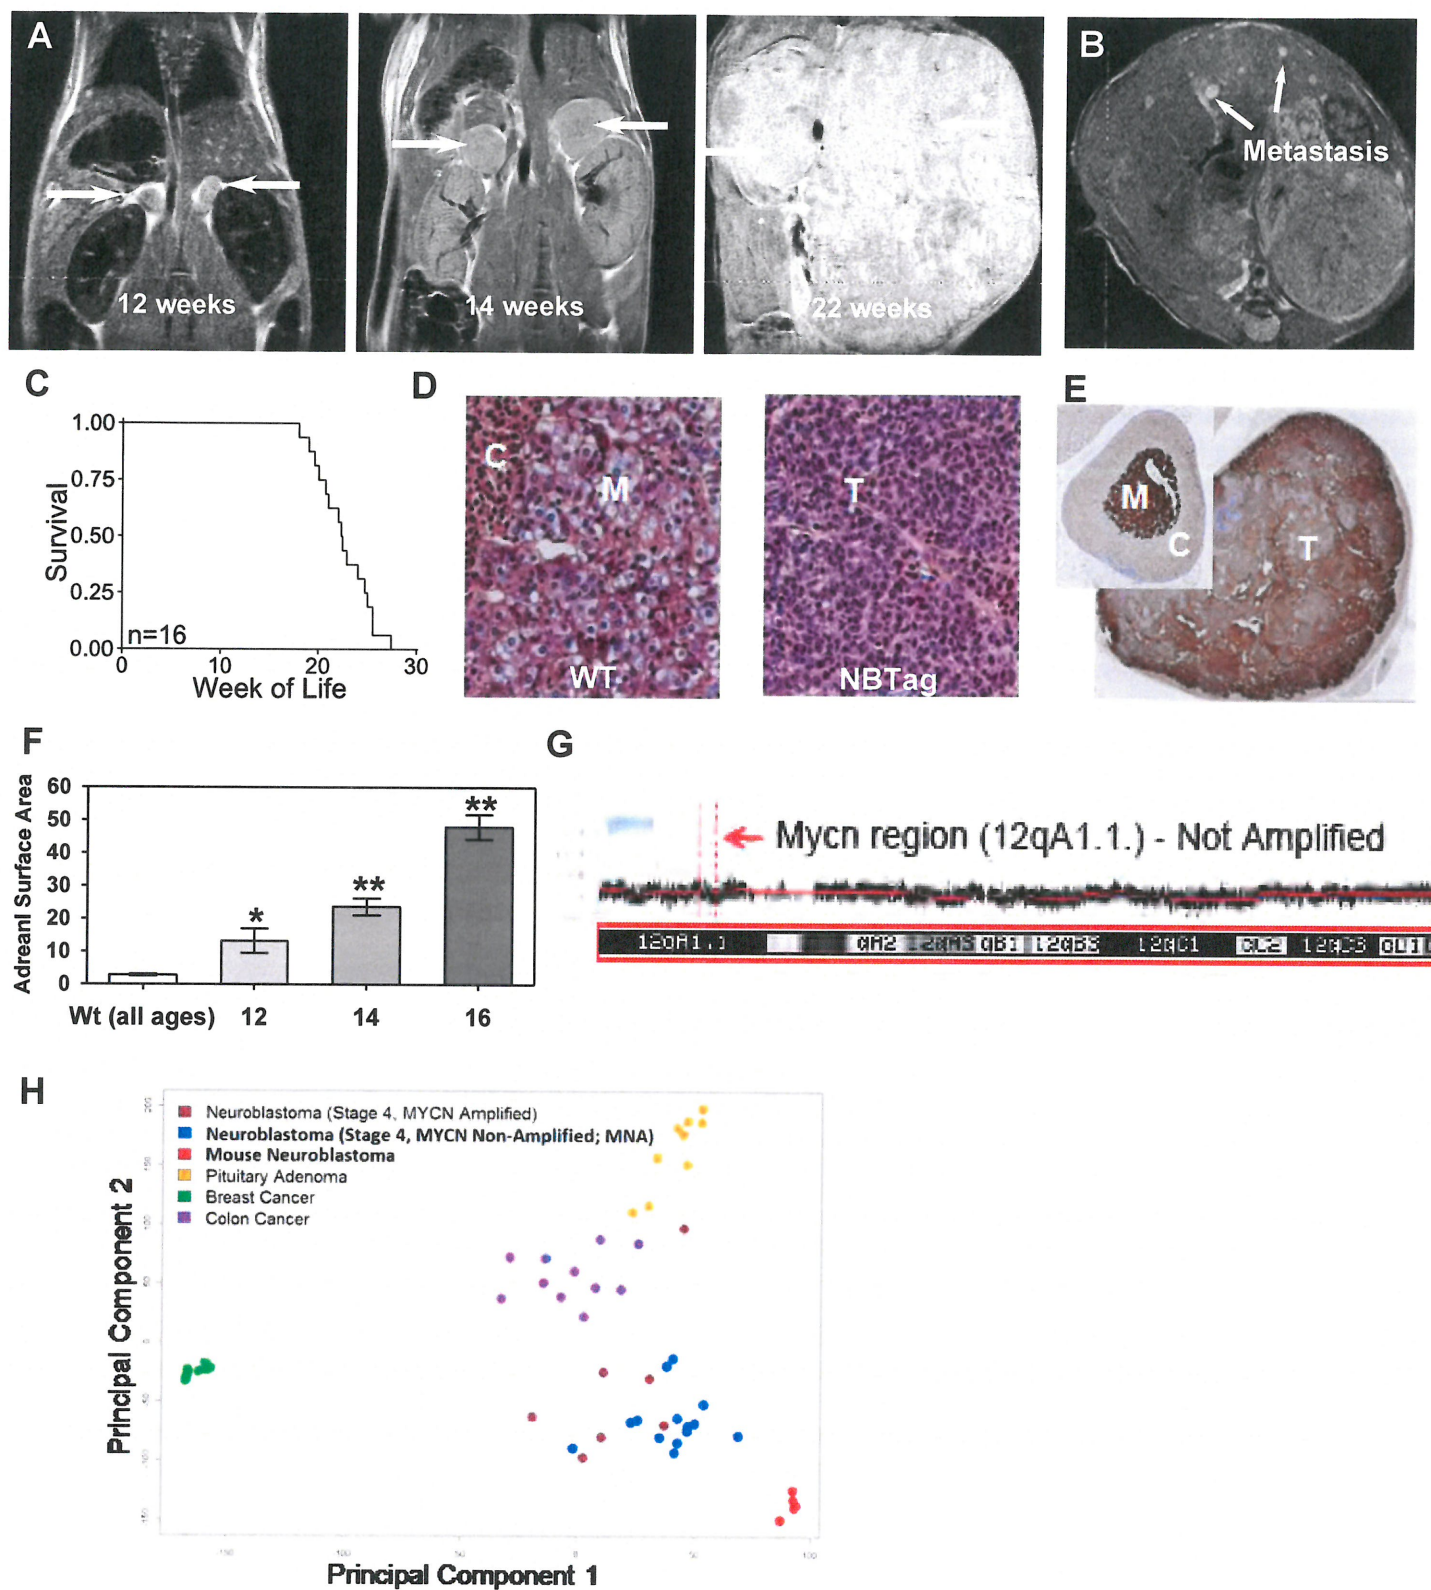 A
12 weeks
14 weeks
22 weeks
B
Metastasis
C
1.00
0.75
0.50
0.25
0.00
Survival
n=16
0
10
20
30
Week of Life
D
C
M
WT
T
NBTag
E
M
C
T
F
60
50
40
30
20
10
0
Adreanl Surface Area
*
**
**
Wt (all ages)
12
14
16
G
Mycn region (12qA1.1.) - Not Amplified
H
Neuroblastoma (Stage 4, MYCN Amplified)
Neuroblastoma (Stage 4, MYCN Non-Amplified; MNA)
Mouse Neuroblastoma
Pituitary Adenoma
Breast Cancer
Colon Cancer
Principal Component 2
Principal Component 1